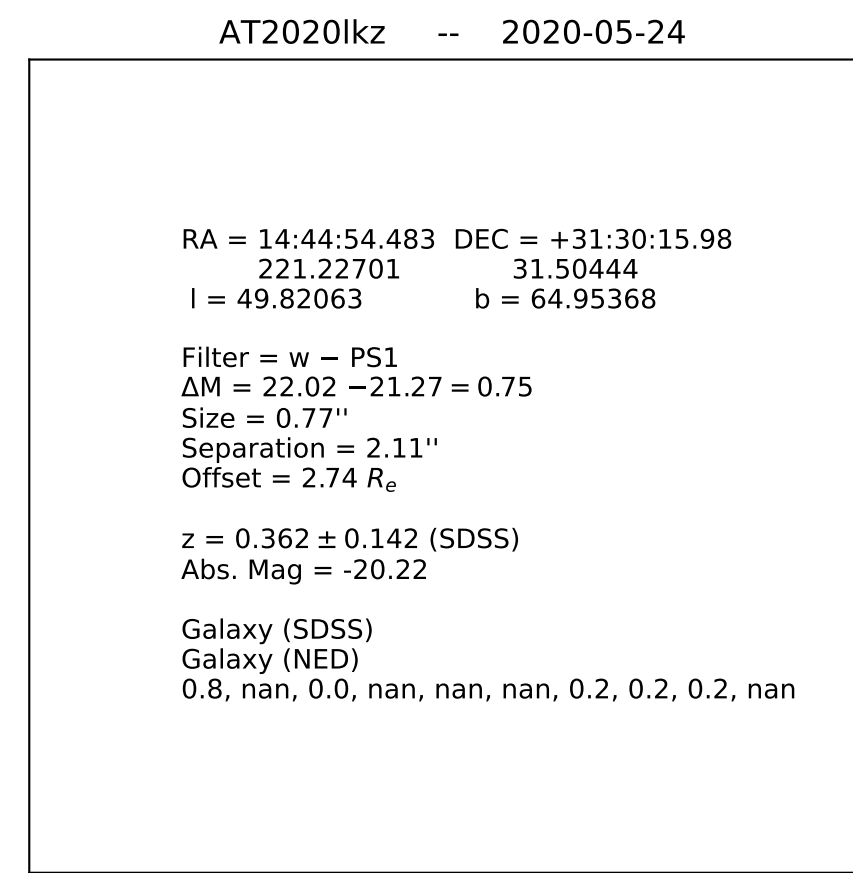 AT2020lkz -- 2020-05-24
RA = 14:44:54.483 DEC = +31:30:15.98
221.22701 31.50444
l = 49.82063 b = 64.95368
Filter = w − PS1
ΔM = 22.02 −21.27 = 0.75
Size = 0.77''
Separation = 2.11''
Offset = 2.74 Rₑ
z = 0.362 ± 0.142 (SDSS)
Abs. Mag = -20.22
Galaxy (SDSS)
Galaxy (NED)
0.8, nan, 0.0, nan, nan, nan, 0.2, 0.2, 0.2, nan